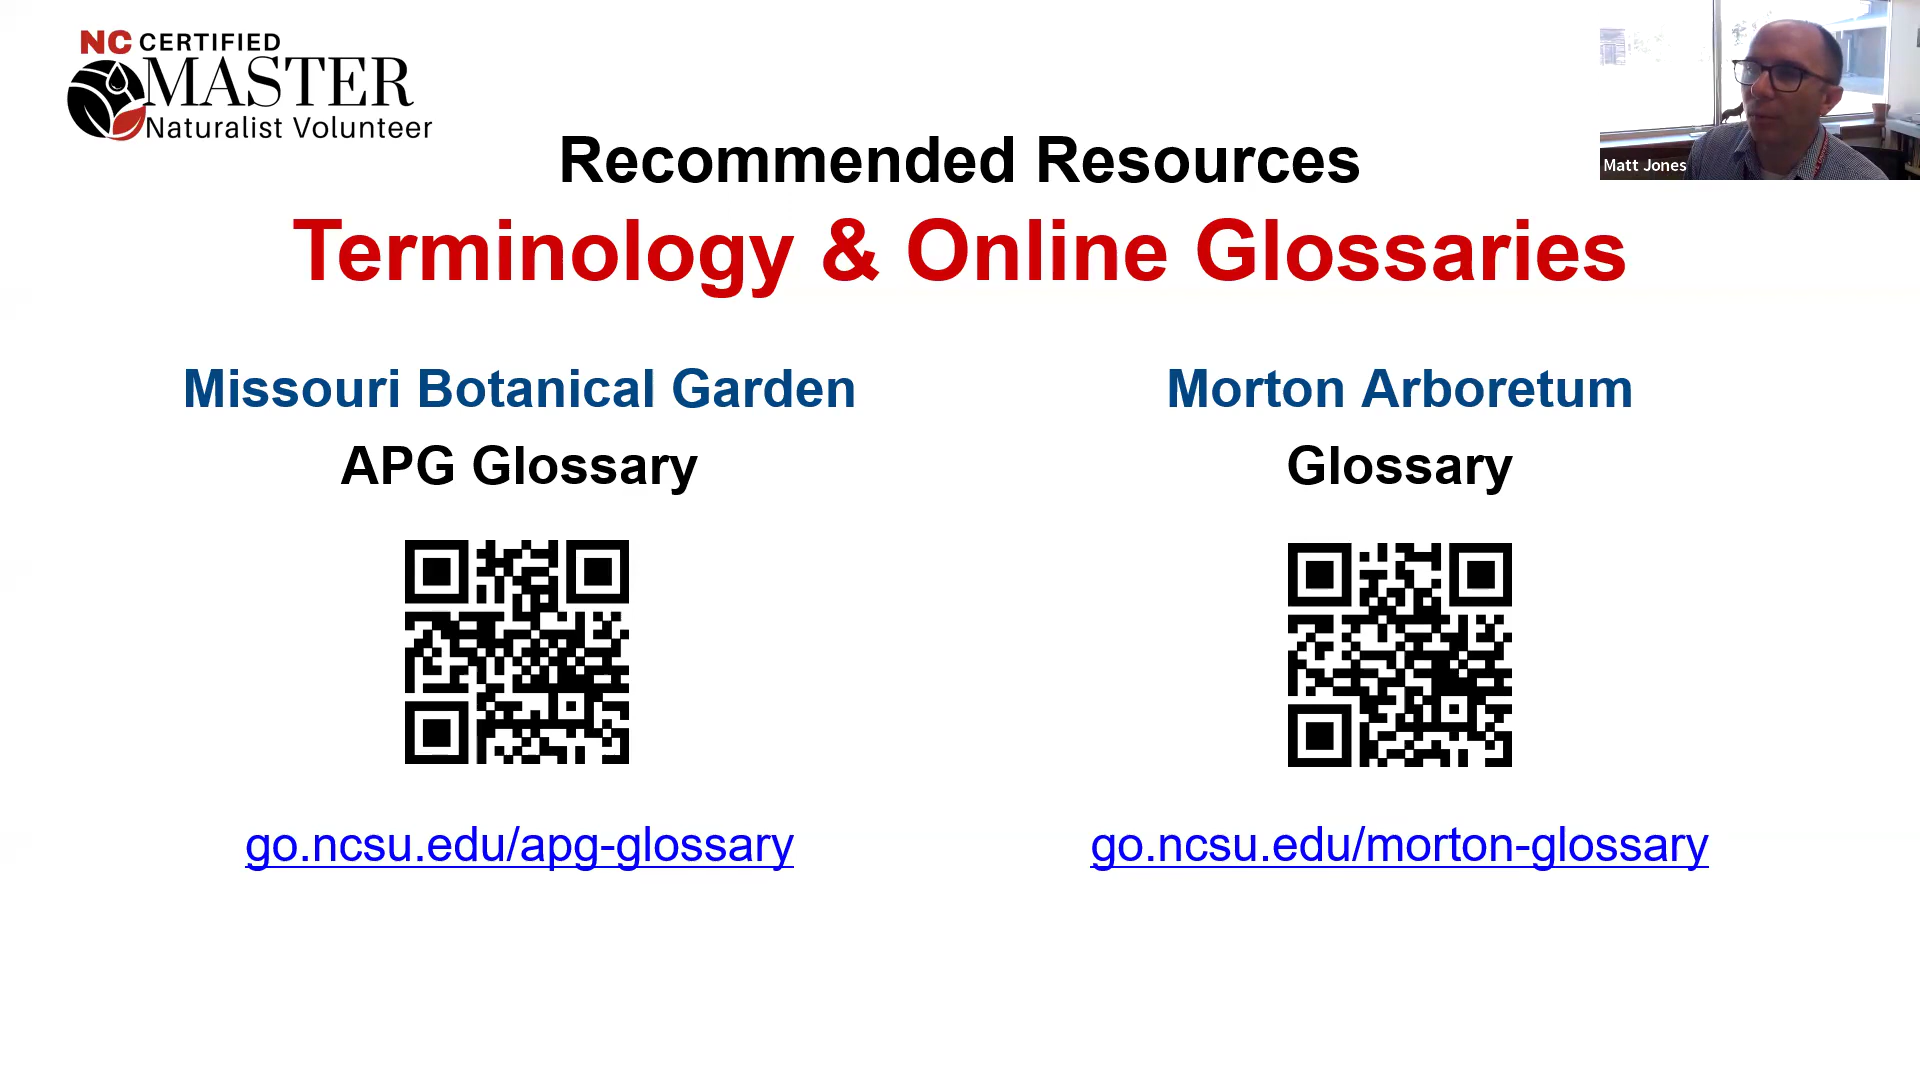 NC CERTIFIED
MASTER
Naturalist Volunteer
Recommended Resources
Terminology & Online Glossaries
Matt Jones
Missouri Botanical Garden
APG Glossary
go.ncsu.edu/apg-glossary
Morton Arboretum
Glossary
go.ncsu.edu/morton-glossary